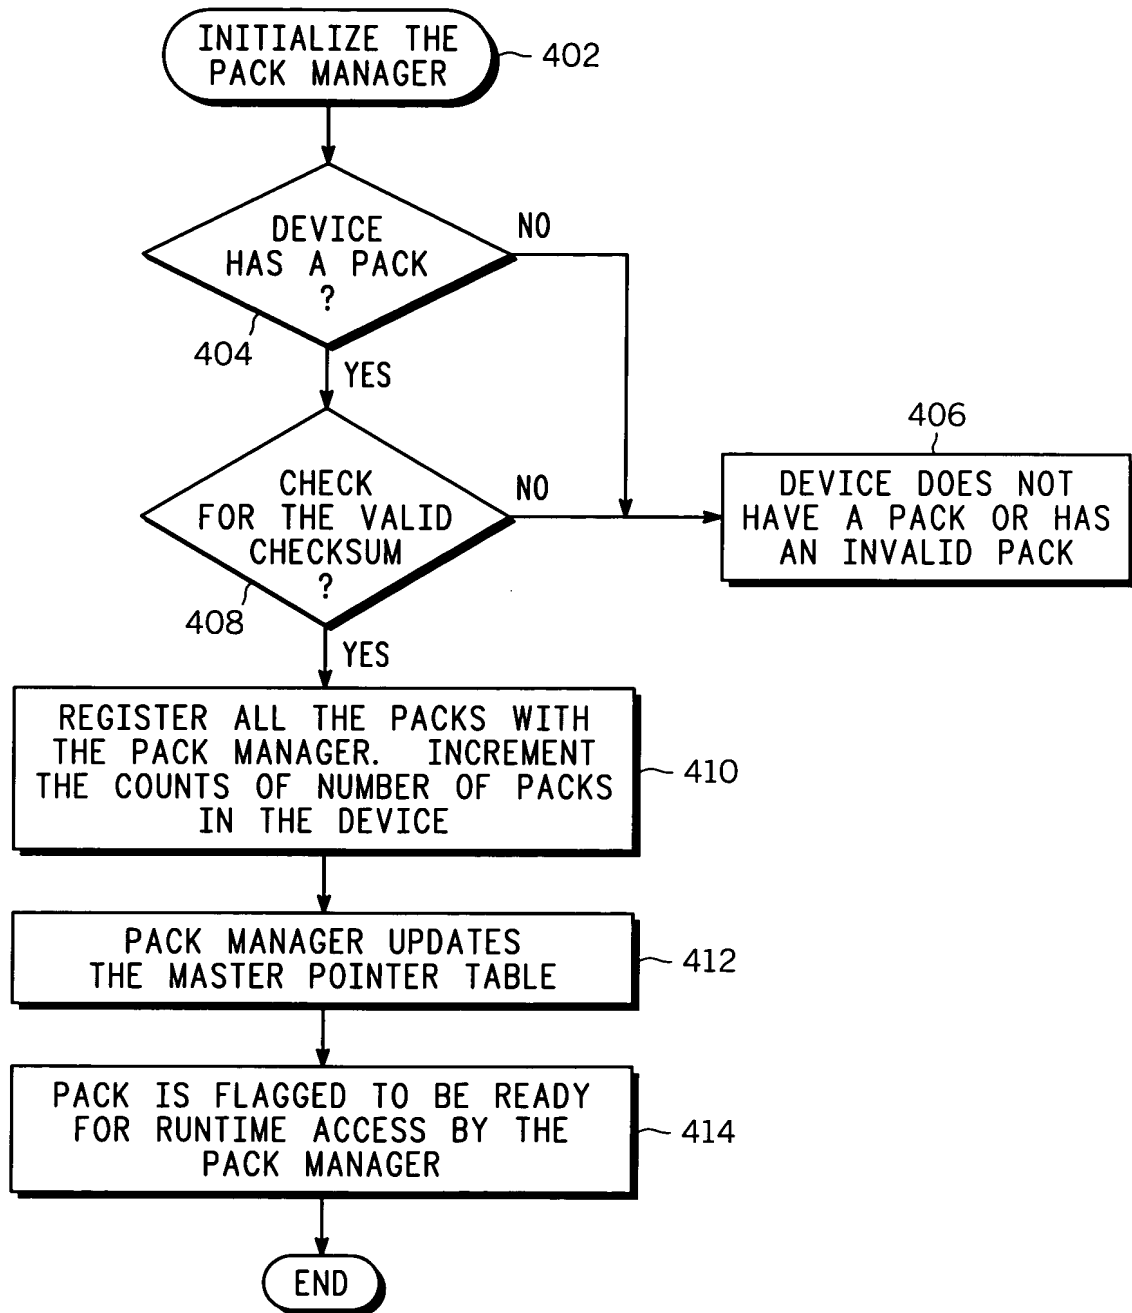 INITIALIZE THE
PACK MANAGER
402
DEVICE
HAS A PACK
?
NO
404
YES
406
CHECK
FOR THE VALID
CHECKSUM
?
NO
DEVICE DOES NOT
HAVE A PACK OR HAS
AN INVALID PACK
408
YES
REGISTER ALL THE PACKS WITH
THE PACK MANAGER. INCREMENT
THE COUNTS OF NUMBER OF PACKS
IN THE DEVICE
410
PACK MANAGER UPDATES
THE MASTER POINTER TABLE
412
PACK IS FLAGGED TO BE READY
FOR RUNTIME ACCESS BY THE
PACK MANAGER
414
END